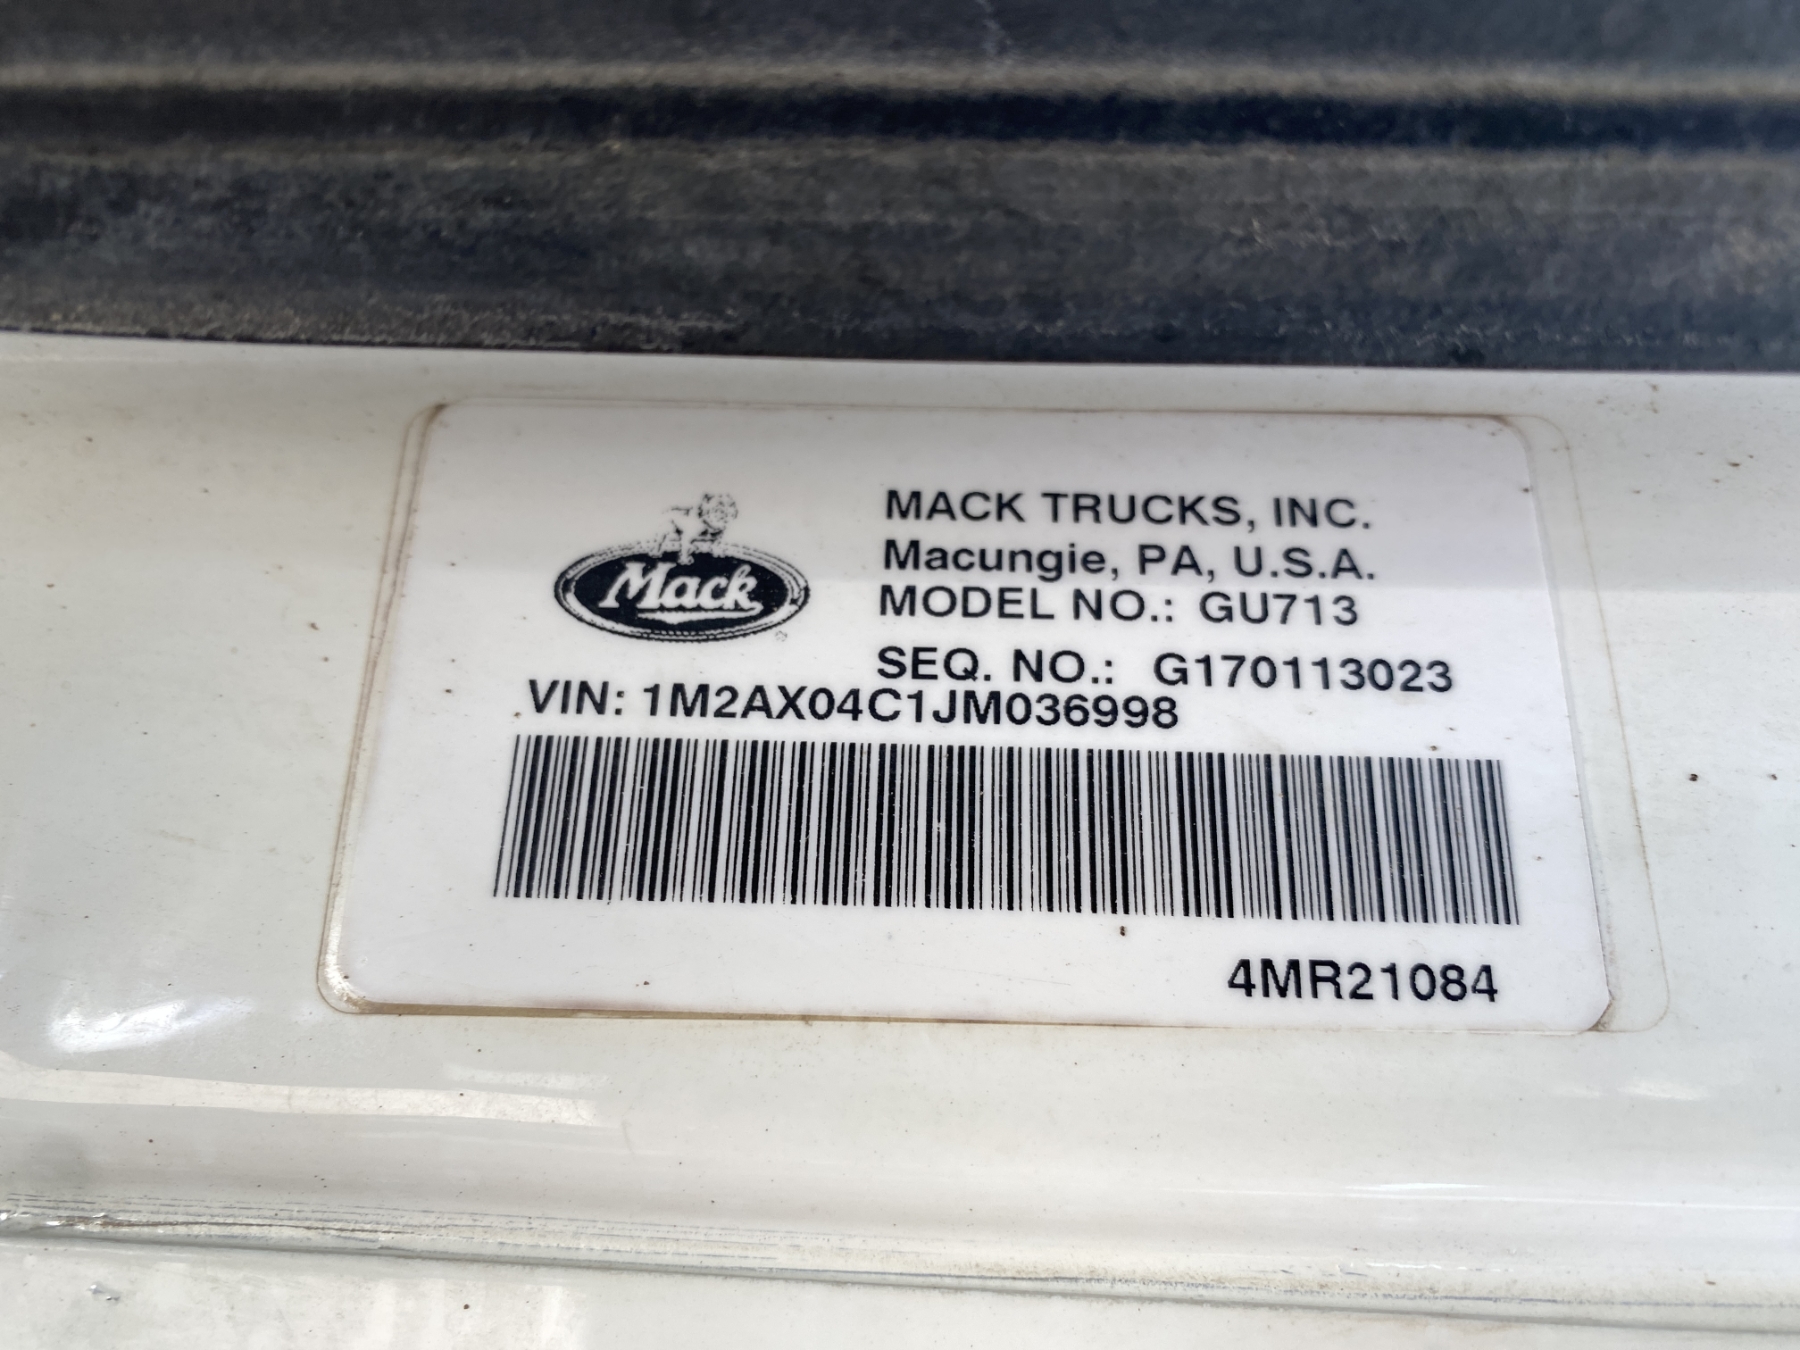 Mack
MACK TRUCKS, INC.
Macungie, PA, U.S.A.
MODEL NO.: GU713
SEQ. NO.: G170113023
VIN: 1M2AX04C1JM036998
4MR21084